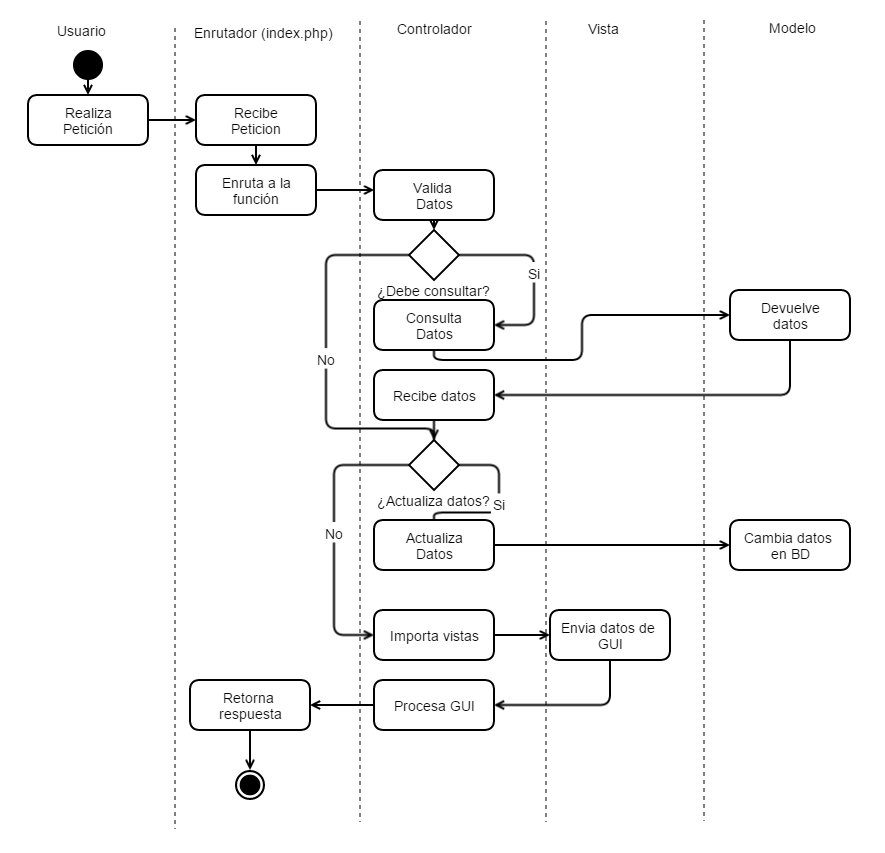 Usuario
Enrutador (index.php)
Controlador
Vista
Modelo
Realiza
Petición
Recibe
Peticion
Enruta a la
función
Valida
Datos
Si
¿Debe consultar?
Consulta
Datos
Devuelve
datos
No
Recibe datos
¿Actualiza datos?
Si
No
Actualiza
Datos
Cambia datos
en BD
Importa vistas
Envia datos de
GUI
Retorna
respuesta
Procesa GUI